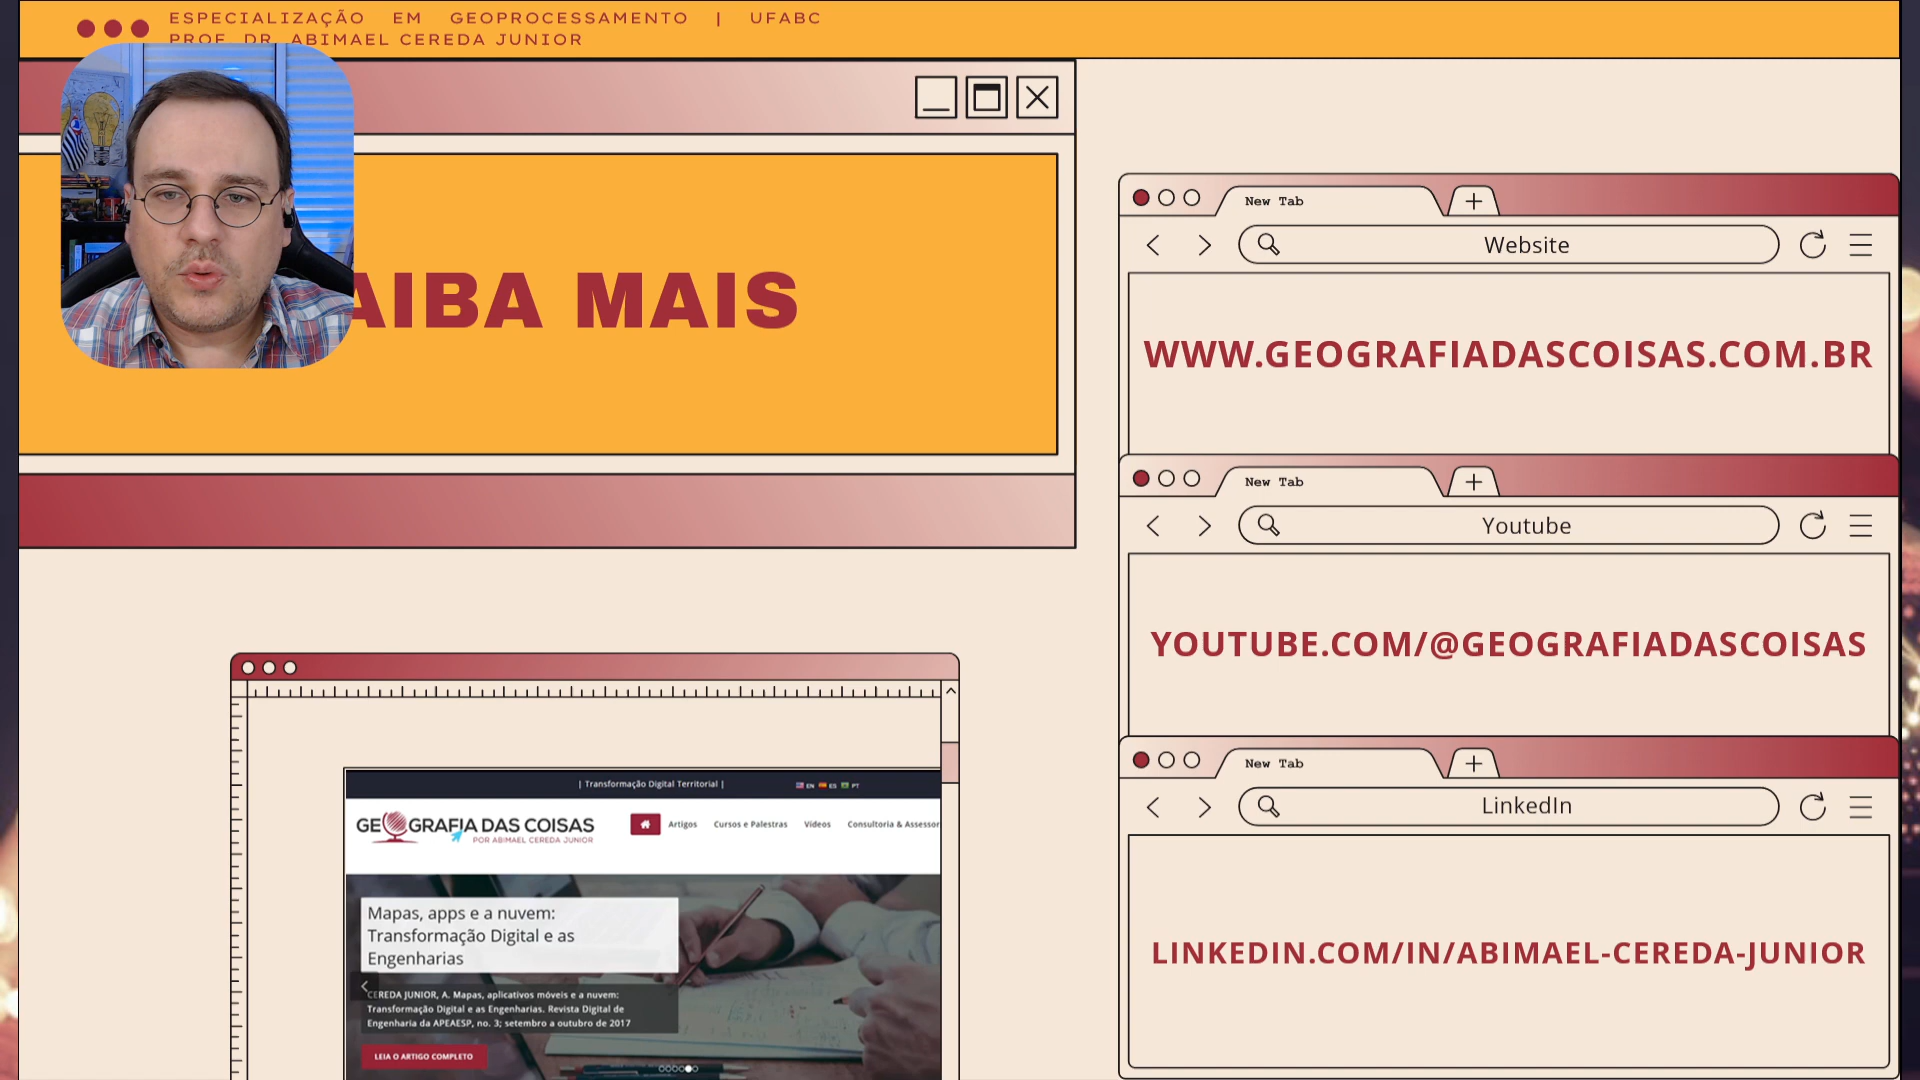 ESPECIALIZAÇÃO EM GEOPROCESSAMENTO | UFABC
PROF. DR. ABIMAEL CEREDA JUNIOR
AIBA MAIS
New Tab
Website
WWW.GEOGRAFIADASCOISAS.COM.BR
New Tab
Youtube
YOUTUBE.COM/@GEOGRAFIADASCOISAS
New Tab
LinkedIn
LINKEDIN.COM/IN/ABIMAEL-CEREDA-JUNIOR
| Transformação Digital Territorial |
EN ES PT
GEOGRAFIA DAS COISAS
POR ABIMAEL CEREDA JUNIOR
Artigos Cursos e Palestras Vídeos Consultoria & Assessor
Mapas, apps e a nuvem:
Transformação Digital e as
Engenharias
CEREDA JUNIOR, A. Mapas, aplicativos móveis e a nuvem:
Transformação Digital e as Engenharias. Revista Digital de
Engenharia da APEAESP, no. 3; setembro a outubro de 2017
LEIA O ARTIGO COMPLETO